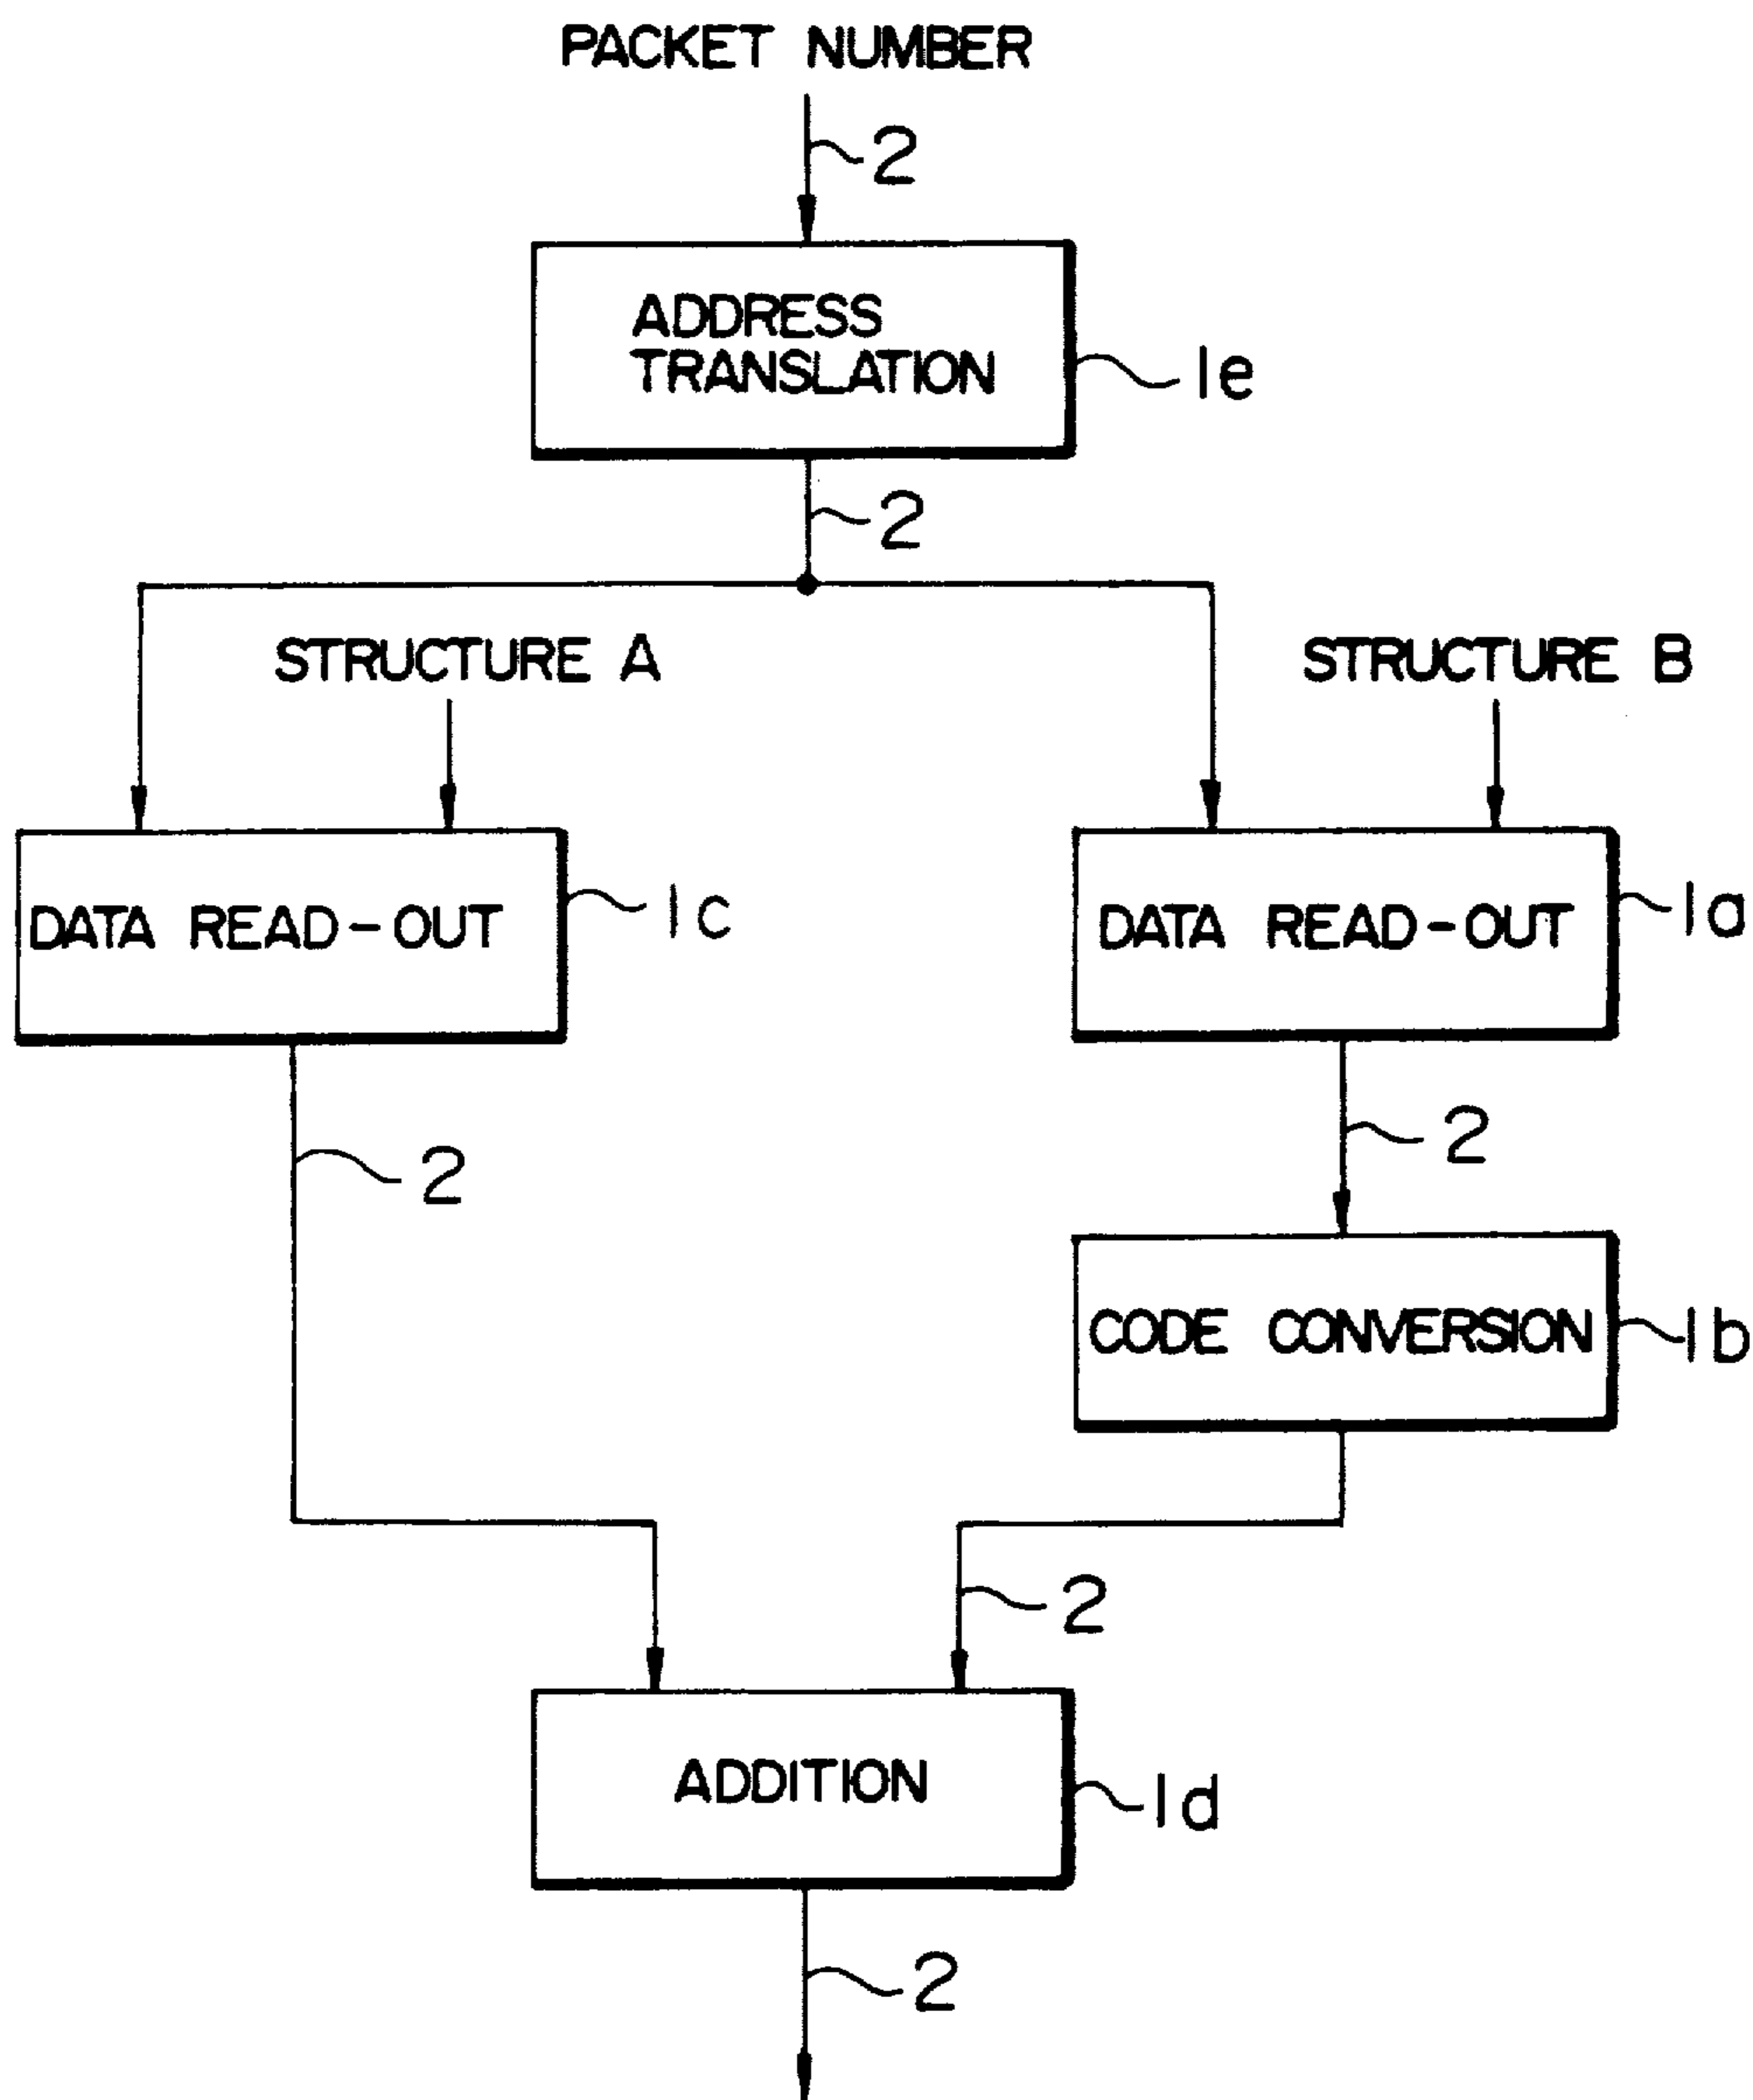 PACKET NUMBER
2
ADDRESS
TRANSLATION
1e
2
STRUCTURE A
STRUCTURE B
DATA READ-OUT
1c
DATA READ-OUT
1a
2
2
CODE CONVERSION
1b
2
ADDITION
1d
2